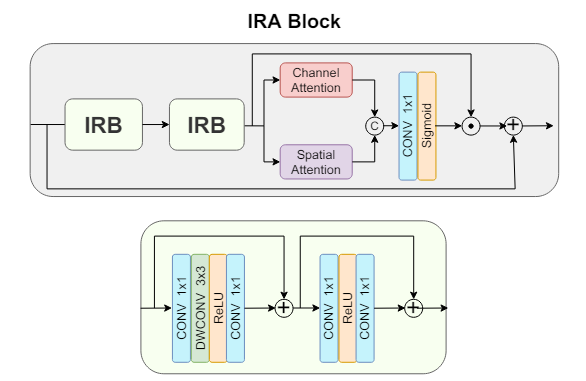 IRA Block
IRB
IRB
Channel
Attention
Spatial
Attention
C
CONV 1x1
Sigmoid
CONV 1x1
DWCONV 3x3
ReLU
CONV 1x1
CONV 1x1
ReLU
CONV 1x1